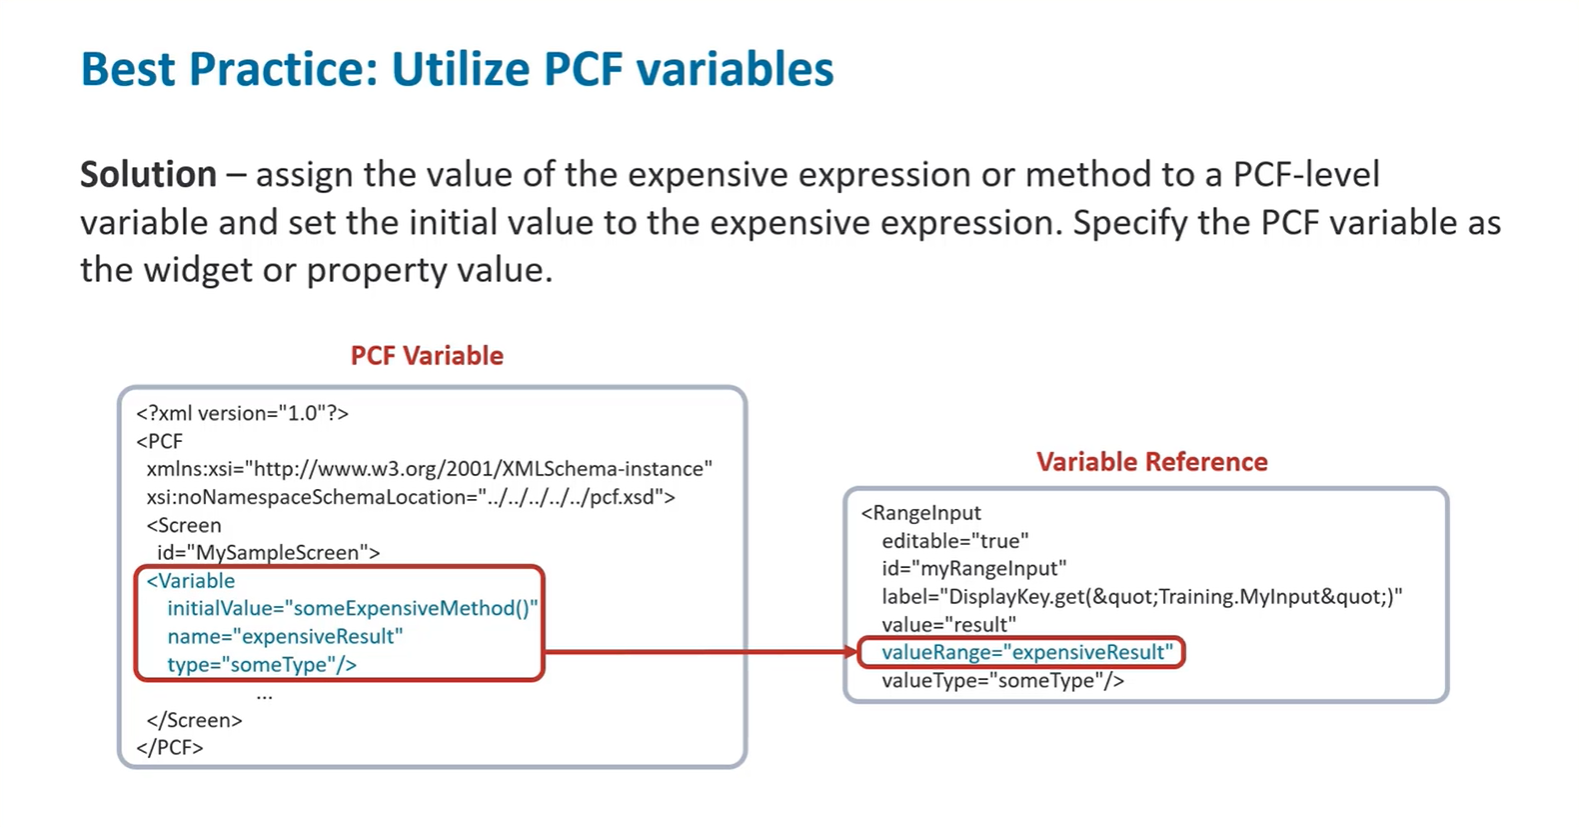 Best Practice: Utilize PCF variables
Solution – assign the value of the expensive expression or method to a PCF-level
variable and set the initial value to the expensive expression. Specify the PCF variable as
the widget or property value.
PCF Variable
<?xml version="1.0"?>
<PCF
xmlns:xsi="http://www.w3.org/2001/XMLSchema-instance"
xsi:noNamespaceSchemaLocation="../../../../../pcf.xsd">
<Screen
id="MySampleScreen">
<Variable
initialValue="someExpensiveMethod()"
name="expensiveResult"
type="someType"/>
...
</Screen>
</PCF>
Variable Reference
<RangeInput
editable="true"
id="myRangeInput"
label="DisplayKey.get(&quot;Training.MyInput&quot;)"
value="result"
valueRange="expensiveResult"
valueType="someType"/>